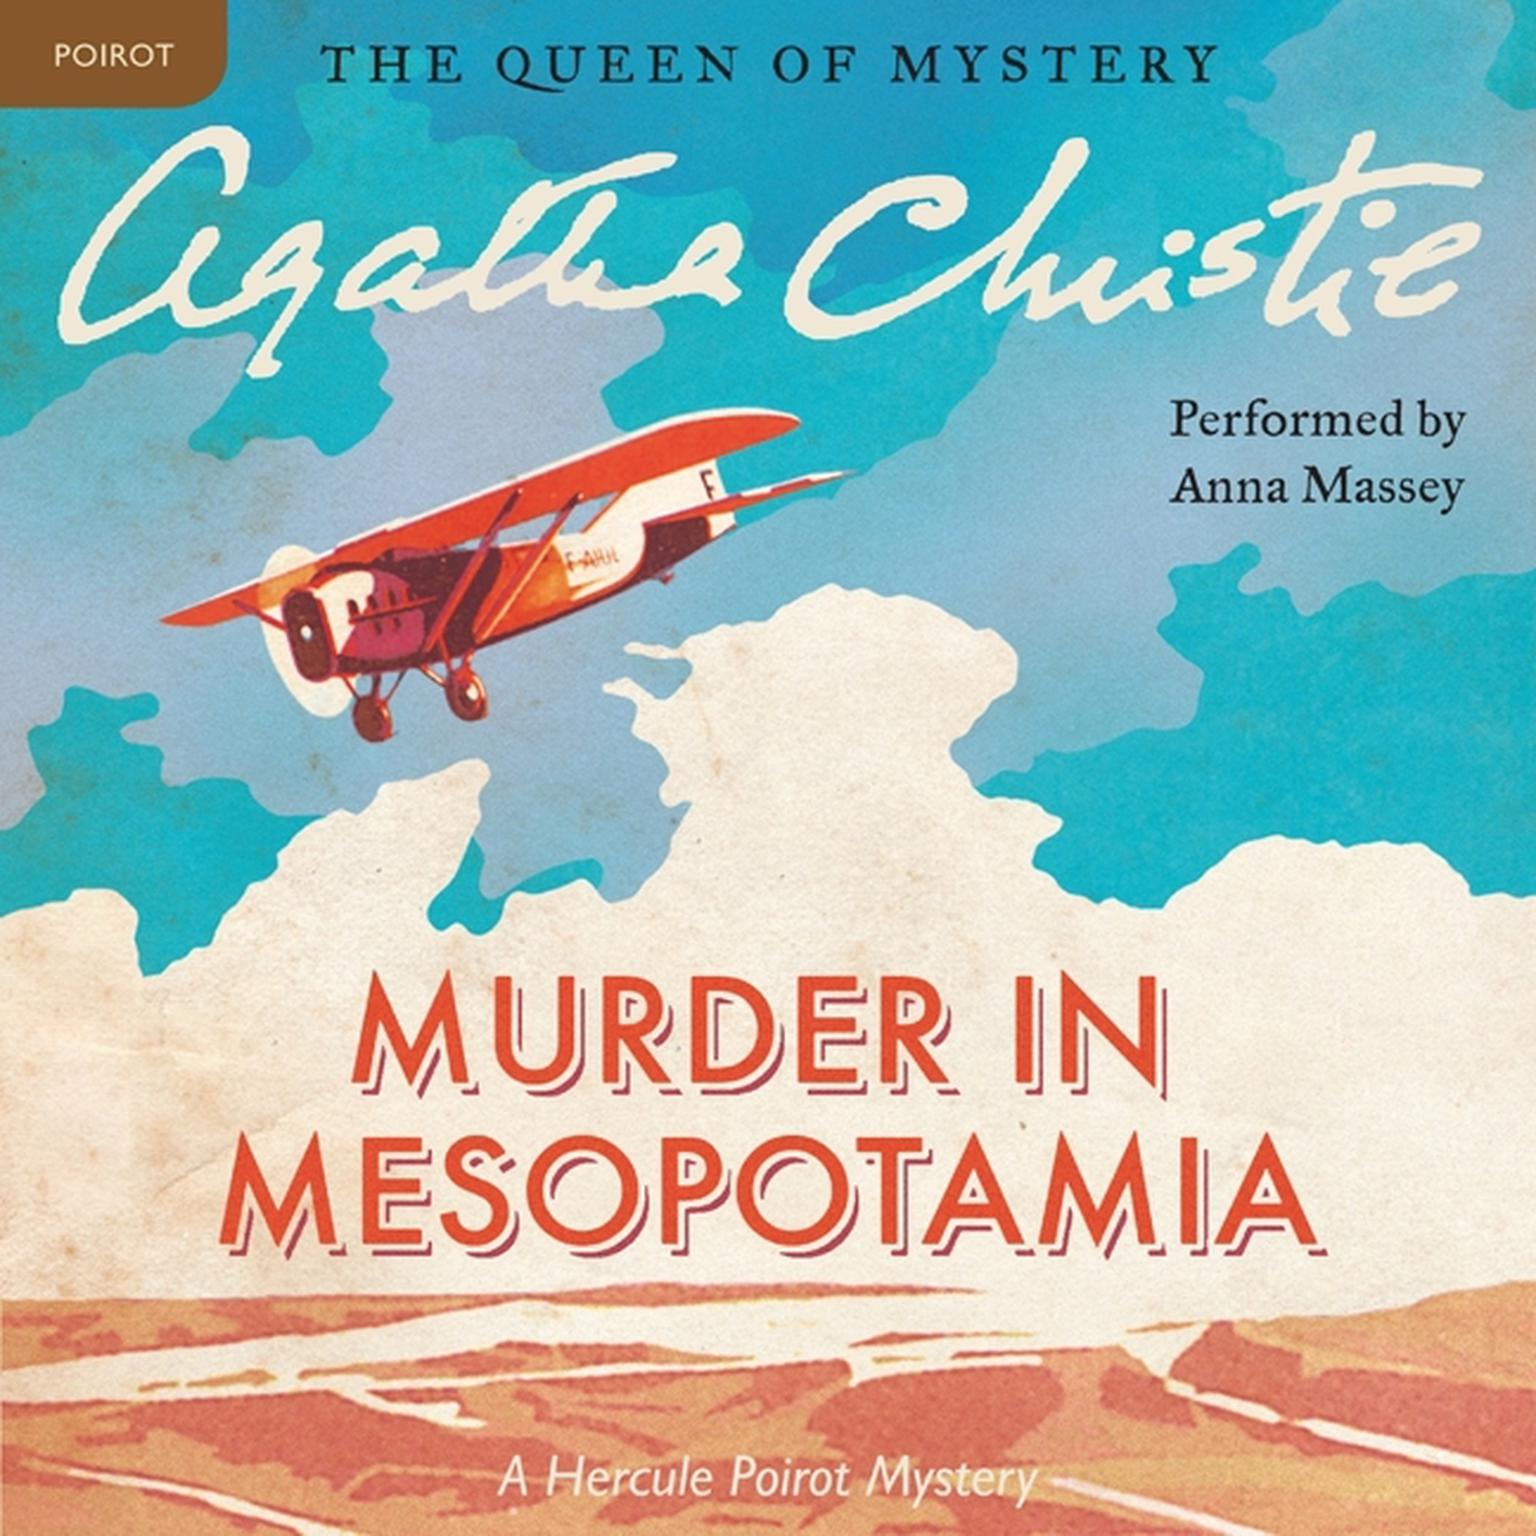 POIROT
THE QUEEN OF MYSTERY
Agatha Christie
Performed by
Anna Massey
F
MURDER IN
MESOPOTAMIA
A Hercule Poirot Mystery